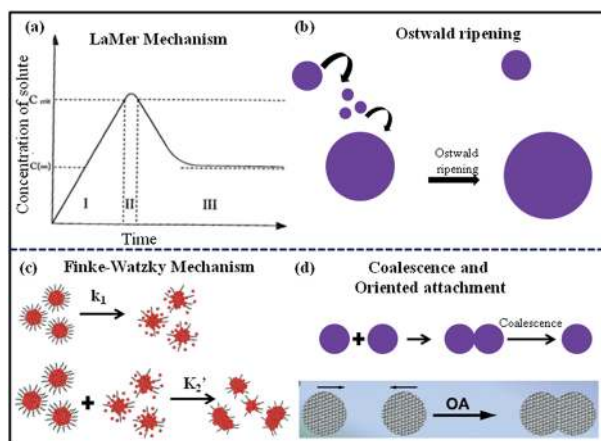 (a)
LaMer Mechanism
Concentration of solute
C(∞)
I
II
III
Time
(b)
Ostwald ripening
Ostwald
ripening
(c)
Finke-Watzky Mechanism
k1
+
K2'
(d)
Coalescence and
Oriented attachment
+
Coalescence
OA